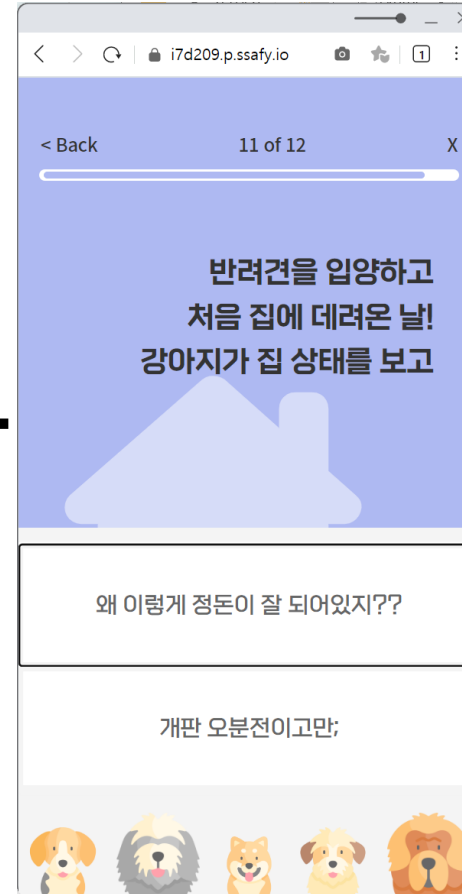 i7d209.p.ssafy.io
1
< Back
11 of 12
X
반려견을 입양하고
처음 집에 데려온 날!
강아지가 집 상태를 보고
왜 이렇게 정돈이 잘 되어있지??
개판 오분전이고만;